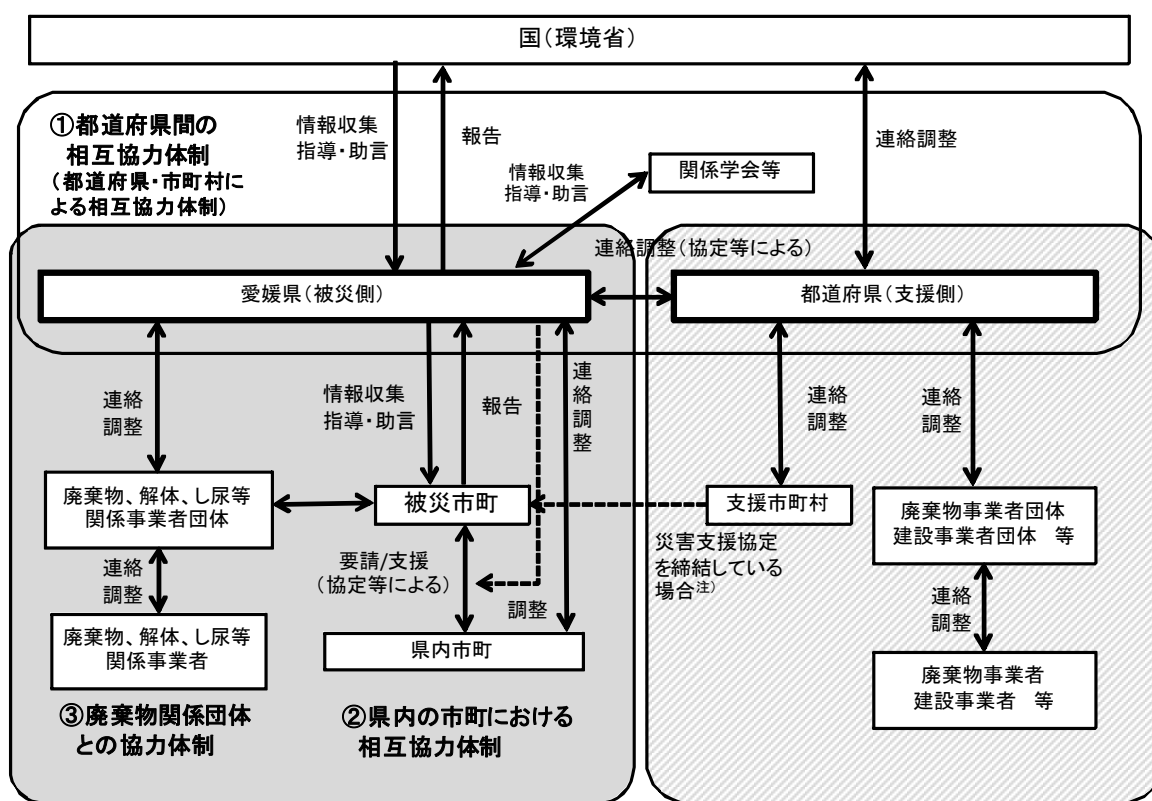 国(環境省)
①都道府県間の
相互協力体制
(都道府県・市町村に
よる相互協力体制)
情報収集
指導・助言
報告
連絡調整
情報収集
指導・助言
関係学会等
連絡調整(協定等による)
愛媛県(被災側)
都道府県(支援側)
連絡
調整
情報収集
指導・助言
報告
連
絡
調
整
連絡
調整
連絡
調整
廃棄物、解体、し尿等
関係事業者団体
被災市町
支援市町村
廃棄物事業者団体
建設事業者団体 等
災害支援協定
を締結している
場合注)
連絡
調整
要請/支援
(協定等による)
調整
連絡
調整
廃棄物、解体、し尿等
関係事業者
県内市町
廃棄物事業者
建設事業者 等
③廃棄物関係団体
との協力体制
②県内の市町における
相互協力体制